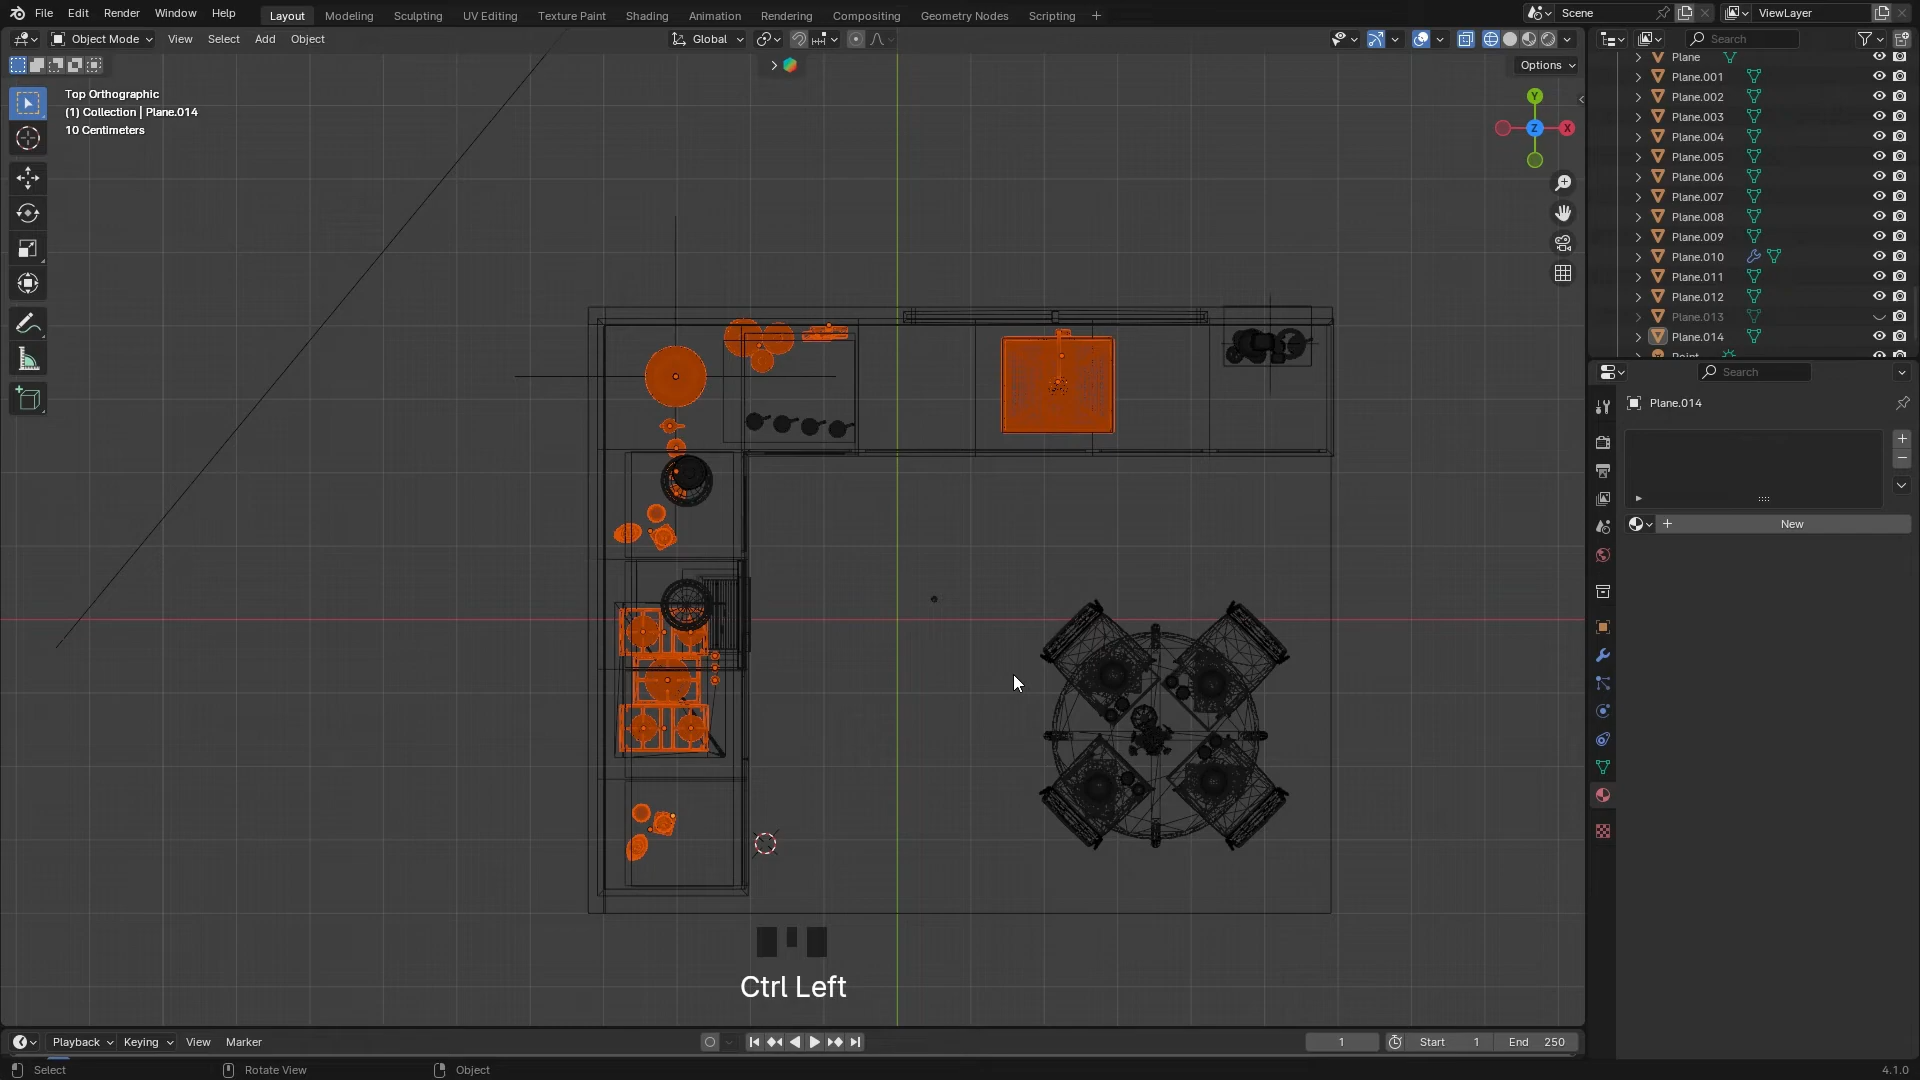 File Edit Render Window Help
Layout Modeling Sculpting UV Editing Texture Paint Shading Animation Rendering Compositing Geometry Nodes Scripting +
Scene
ViewLayer
Object Mode View Select Add Object
Global
Search
Options
Top Orthographic
(1) Collection | Plane.014
10 Centimeters
Y
Z
X
Plane
Plane.001
Plane.002
Plane.003
Plane.004
Plane.005
Plane.006
Plane.007
Plane.008
Plane.009
Plane.010
Plane.011
Plane.012
Plane.013
Plane.014
Point
Search
Plane.014
+ New
Ctrl Left
Playback Keying View Marker
1
Start 1
End 250
Select
Rotate View
Object
4.1.0